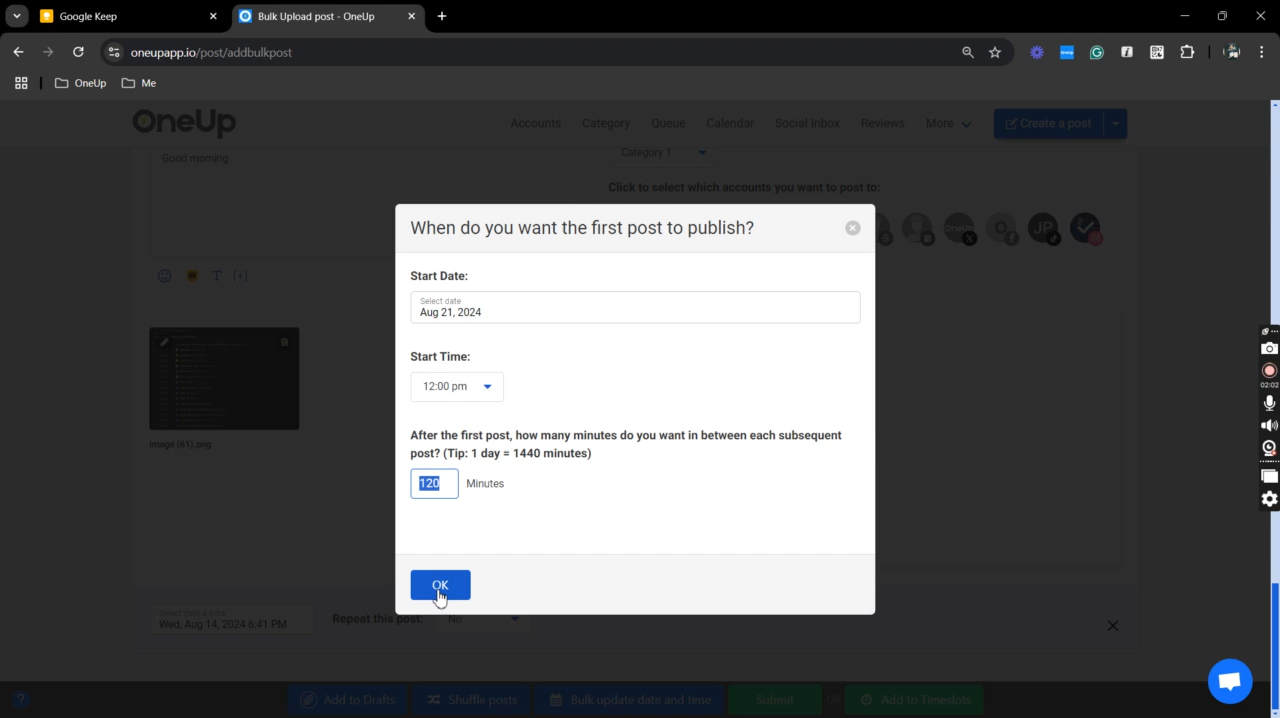 Google Keep
Bulk Upload post - OneUp
oneupapp.io/post/addbulkpost
OneUp
Me
OneUp
Accounts
Category
Queue
Calendar
Social Inbox
Reviews
More
Create a post
Good morning
Category 1
Click to select which accounts you want to post to:
When do you want the first post to publish?
Start Date:
Select date
Aug 21, 2024
Start Time:
12:00 pm
After the first post, how many minutes do you want in between each subsequent
post? (Tip: 1 day = 1440 minutes)
120 Minutes
OK
OneUp
JP
image (61).png
02:02
Select date & time
Wed, Aug 14, 2024 6:41 PM
Repeat this post:
No
Add to Drafts
Shuffle posts
Bulk update date and time
Submit
OR
Add to Timeslots